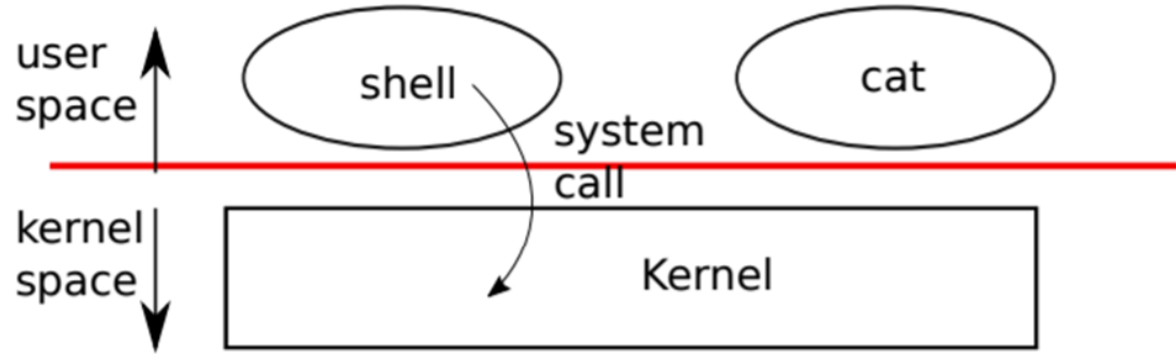 user
space
shell
cat
system
call
kernel
space
Kernel